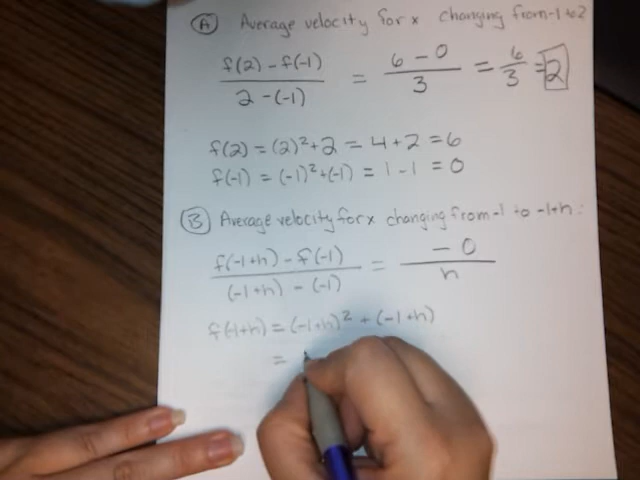 Ⓐ Average velocity for x changing from -1 to 2
f(2) - f(-1) / 2 - (-1) = 6 - 0 / 3 = 6/3 = 2
f(2) = (2)² + 2 = 4 + 2 = 6
f(-1) = (-1)² + (-1) = 1 - 1 = 0
Ⓑ Average velocity for x changing from -1 to -1+h:
f(-1+h) - f(-1) / (-1+h) - (-1) = - 0 / h
f(-1+h) = (-1+h)² + (-1+h)
=